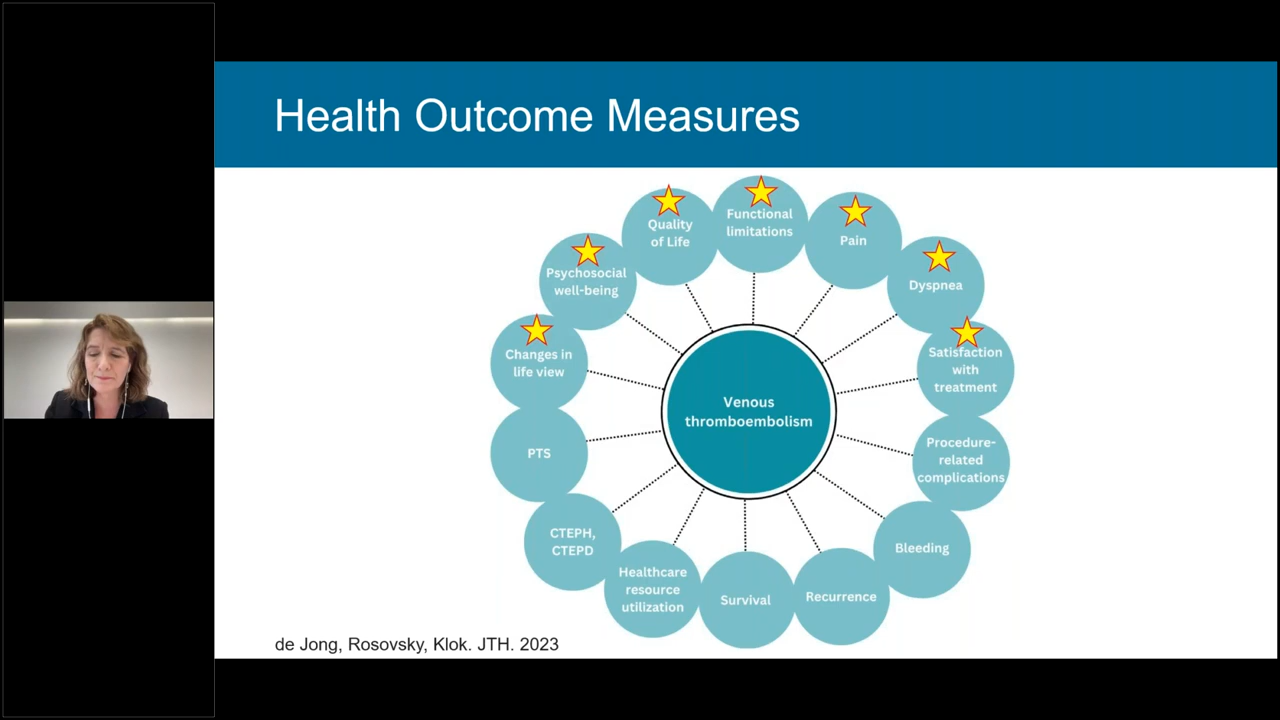 Health Outcome Measures
Functional
limitations
Quality
of Life
Pain
Psychosocial
well-being
Dyspnea
Changes in
life view
Satisfaction
with
treatment
Venous
thromboembolism
PTS
Procedure-
related
complications
CTEPH,
CTEPD
Bleeding
Healthcare
resource
utilization
Survival
Recurrence
de Jong, Rosovsky, Klok. JTH. 2023